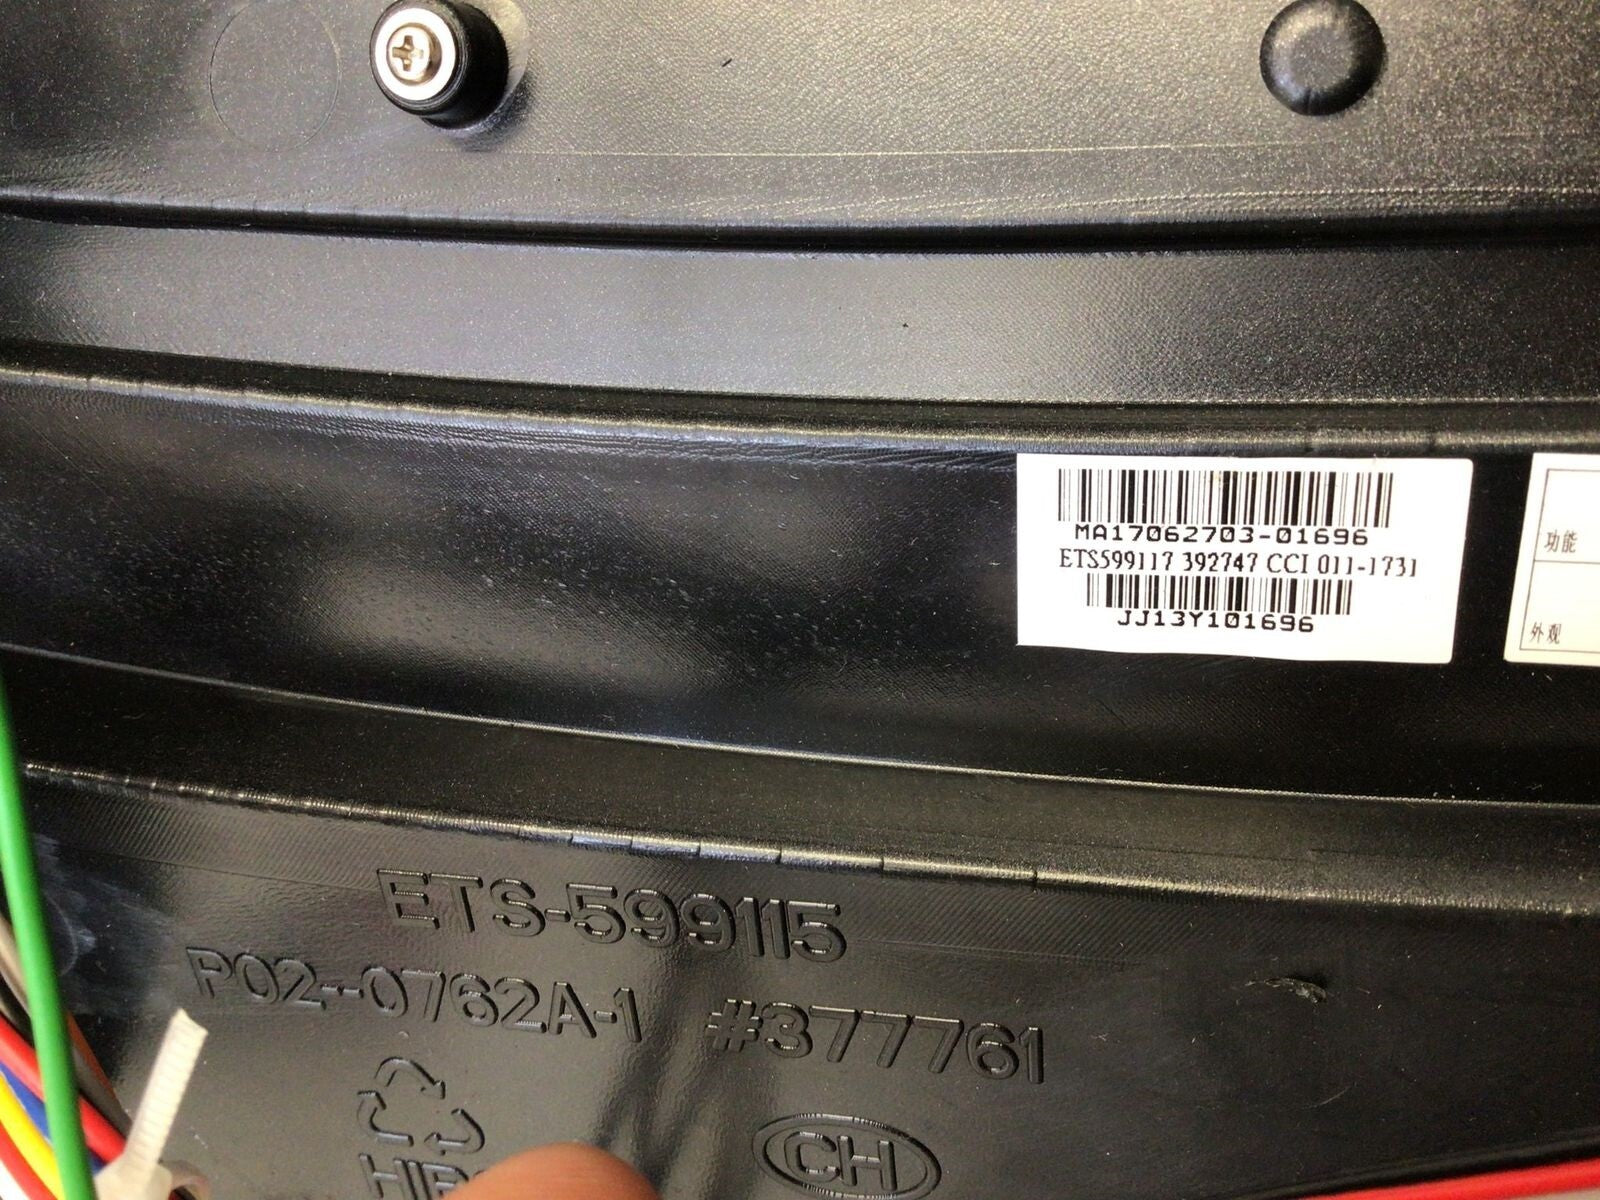 MA17062703-01696
ETS599117 392747 CCI 011-1731
JJ13Y101696
功能
外观
ETS-599115
P02--0762A-1 #377761
CH